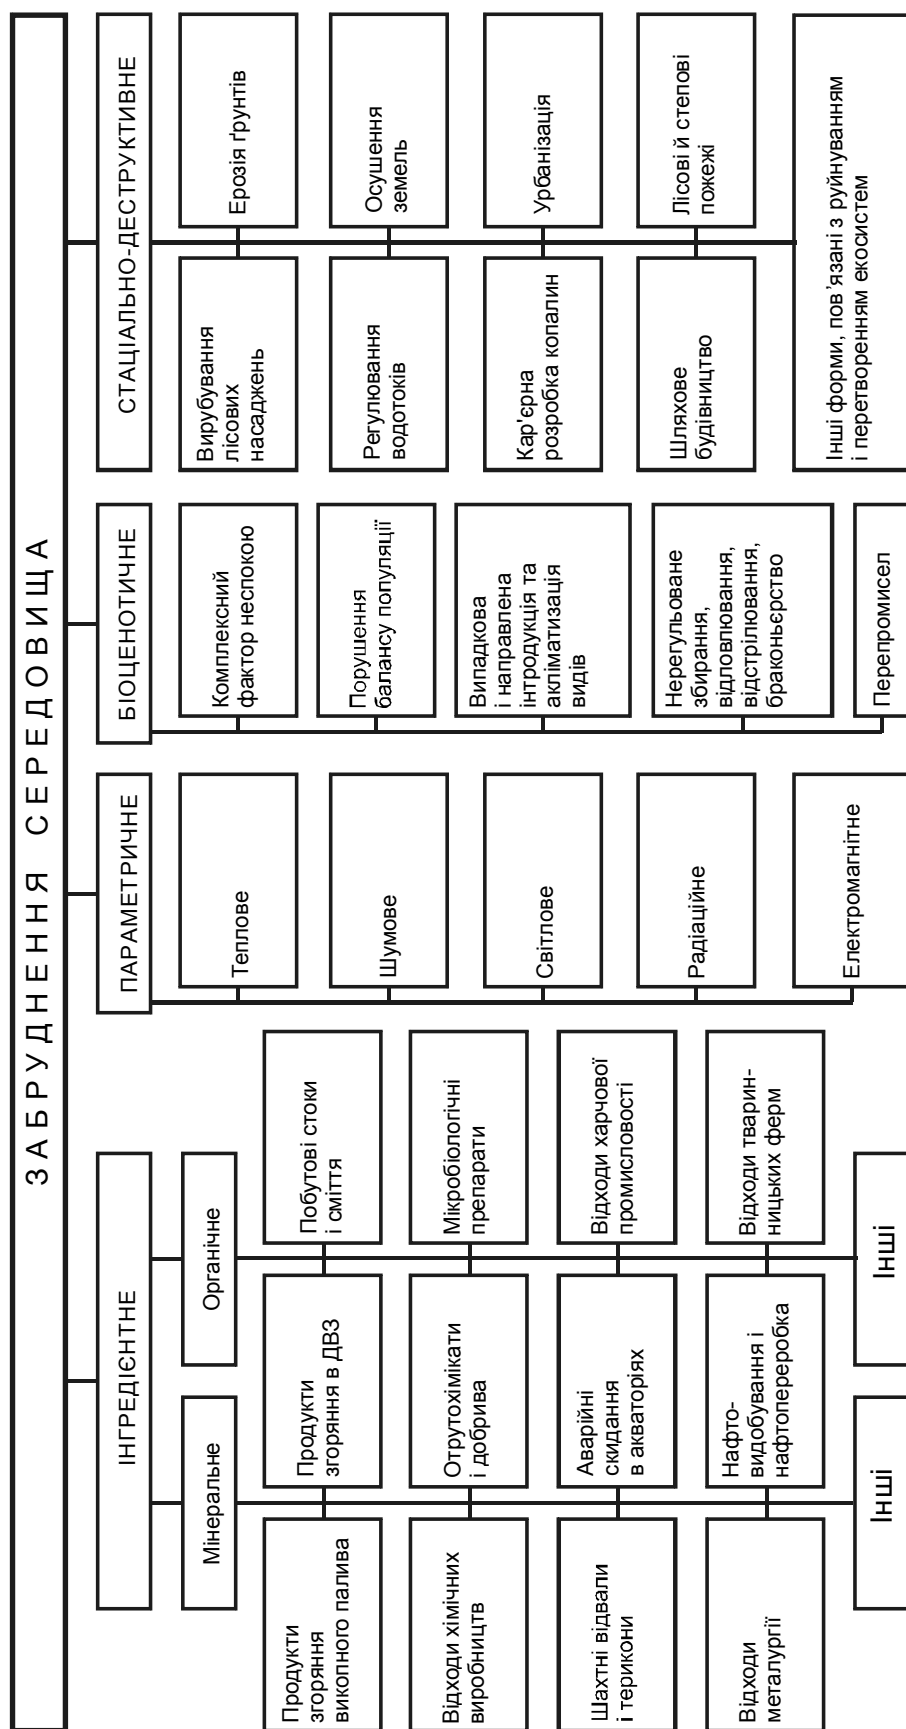 ЗАБРУДНЕННЯ СЕРЕДОВИЩА
ІНГРЕДІЄНТНЕ
Мінеральне
Органічне
Продукти
згоряння
викопного палива
Продукти
згоряння в ДВЗ
Побутові стоки
і сміття
Відходи хімічних
виробництв
Отрутохімікати
і добрива
Мікробіологічні
препарати
Шахтні відвали
і терикони
Аварійні
скидання
в акваторіях
Відходи харчової
промисловості
Відходи
металургії
Нафто-
видобування і
нафтопереробка
Відходи тварин-
ницьких ферм
Інші
Інші
ПАРАМЕТРИЧНЕ
Теплове
Шумове
Світлове
Радіаційне
Електромагнітне
БІОЦЕНОТИЧНЕ
Комплексний
фактор неспокою
Порушення
балансу популяції
Випадкова
і направлена
інтродукція та
акліматизація
видів
Нерегульоване
збирання,
відловлювання,
відстрілювання,
браконьєрство
Перепромисел
СТАЦІАЛЬНО-ДЕСТРУКТИВНЕ
Вирубування
лісових
насаджень
Ерозія ґрунтів
Регулювання
водотоків
Осушення
земель
Кар'єрна
розробка копалин
Урбанізація
Шляхове
будівництво
Лісові й степові
пожежі
Інші форми, пов’язані з руйнуванням
і перетворенням екосистем